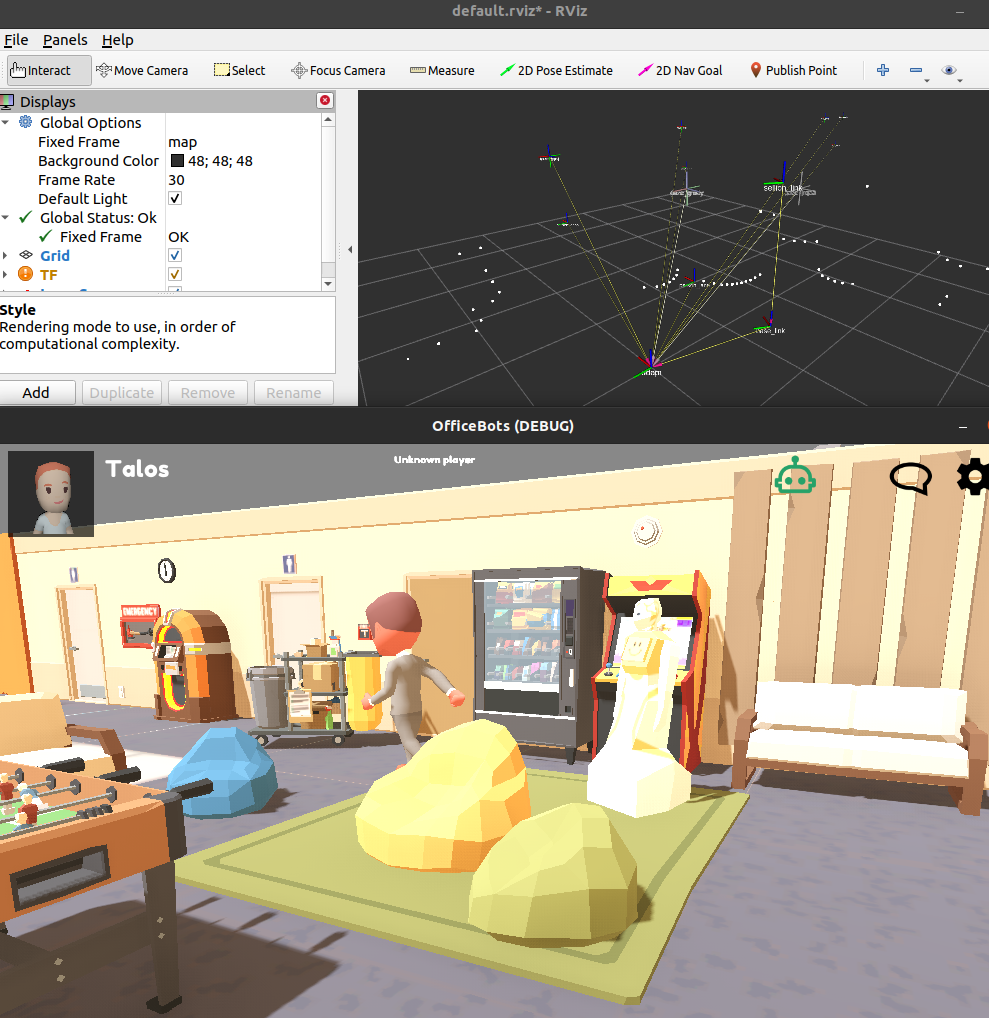 default.rviz* - RViz
File Panels Help
Interact Move Camera Select Focus Camera Measure 2D Pose Estimate 2D Nav Goal Publish Point
Displays
Global Options
Fixed Frame map
Background Color 48; 48; 48
Frame Rate 30
Default Light
Global Status: Ok
Fixed Frame OK
Grid
TF
Style
Rendering mode to use, in order of
computational complexity.
Add Duplicate Remove Rename
sellion_link
OfficeBots (DEBUG)
Talos
Unknown player
EMERGENCY